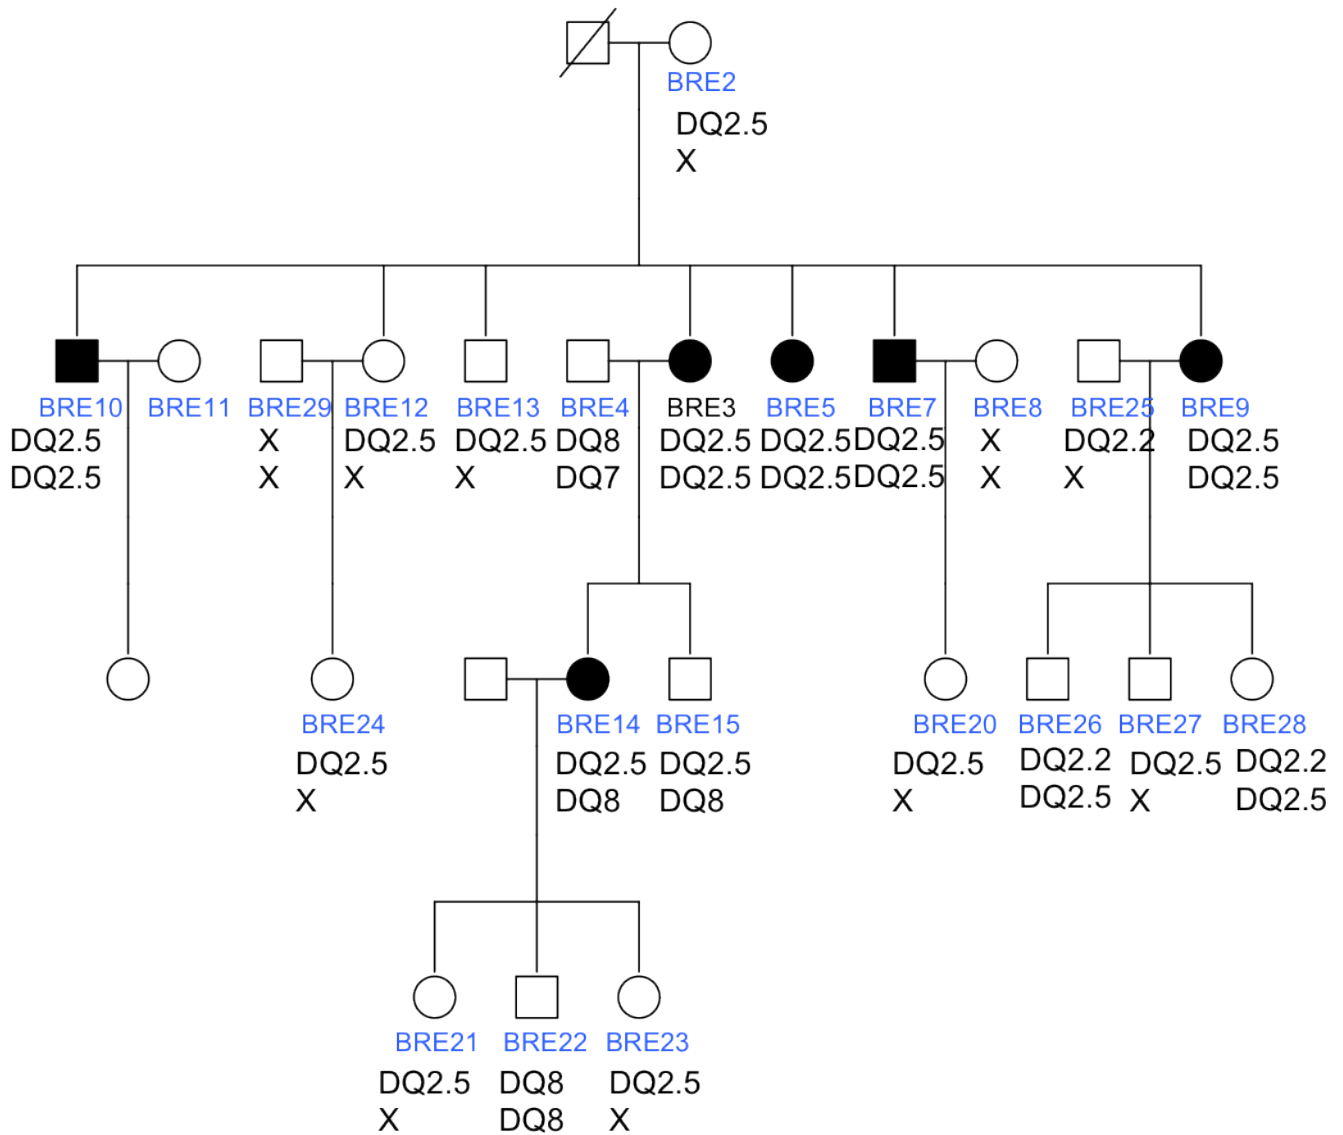 BRE2
DQ2.5
X
BRE10 BRE11 BRE29 BRE12 BRE13 BRE4 BRE3 BRE5 BRE7 BRE8 BRE25 BRE9
DQ2.5 X DQ2.5 DQ2.5 DQ8 DQ2.5 DQ2.5 DQ2.5 X DQ2.2 DQ2.5
DQ2.5 X X X DQ7 DQ2.5 DQ2.5 DQ2.5 X X DQ2.5
BRE24 BRE14 BRE15 BRE20 BRE26 BRE27 BRE28
DQ2.5 DQ2.5 DQ2.5 DQ2.5 DQ2.2 DQ2.5 DQ2.2
X DQ8 DQ8 X DQ2.5 X DQ2.5
BRE21 BRE22 BRE23
DQ2.5 DQ8 DQ2.5
X DQ8 X